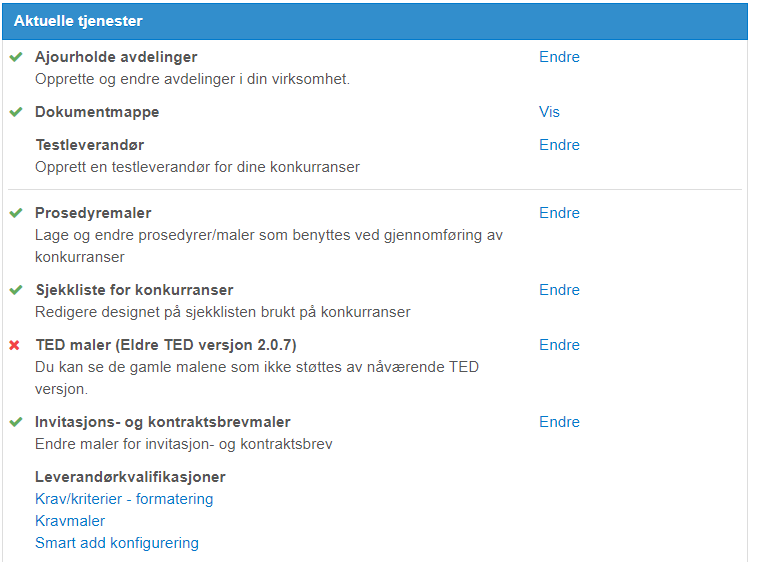 Aktuelle tjenester
Ajourholde avdelinger Endre
Opprette og endre avdelinger i din virksomhet.
Dokumentmappe Vis
Testleverandør Endre
Opprett en testleverandør for dine konkurranser
Prosedyremaler Endre
Lage og endre prosedyrer/maler som benyttes ved gjennomføring av
konkurranser
Sjekkliste for konkurranser Endre
Redigere designet på sjekklisten brukt på konkurranser
TED maler (Eldre TED versjon 2.0.7) Endre
Du kan se de gamle malene som ikke støttes av nåværende TED
versjon.
Invitasjons- og kontraktsbrevmaler Endre
Endre maler for invitasjon- og kontraktsbrev
Leverandørkvalifikasjoner
Krav/kriterier - formatering
Kravmaler
Smart add konfigurering